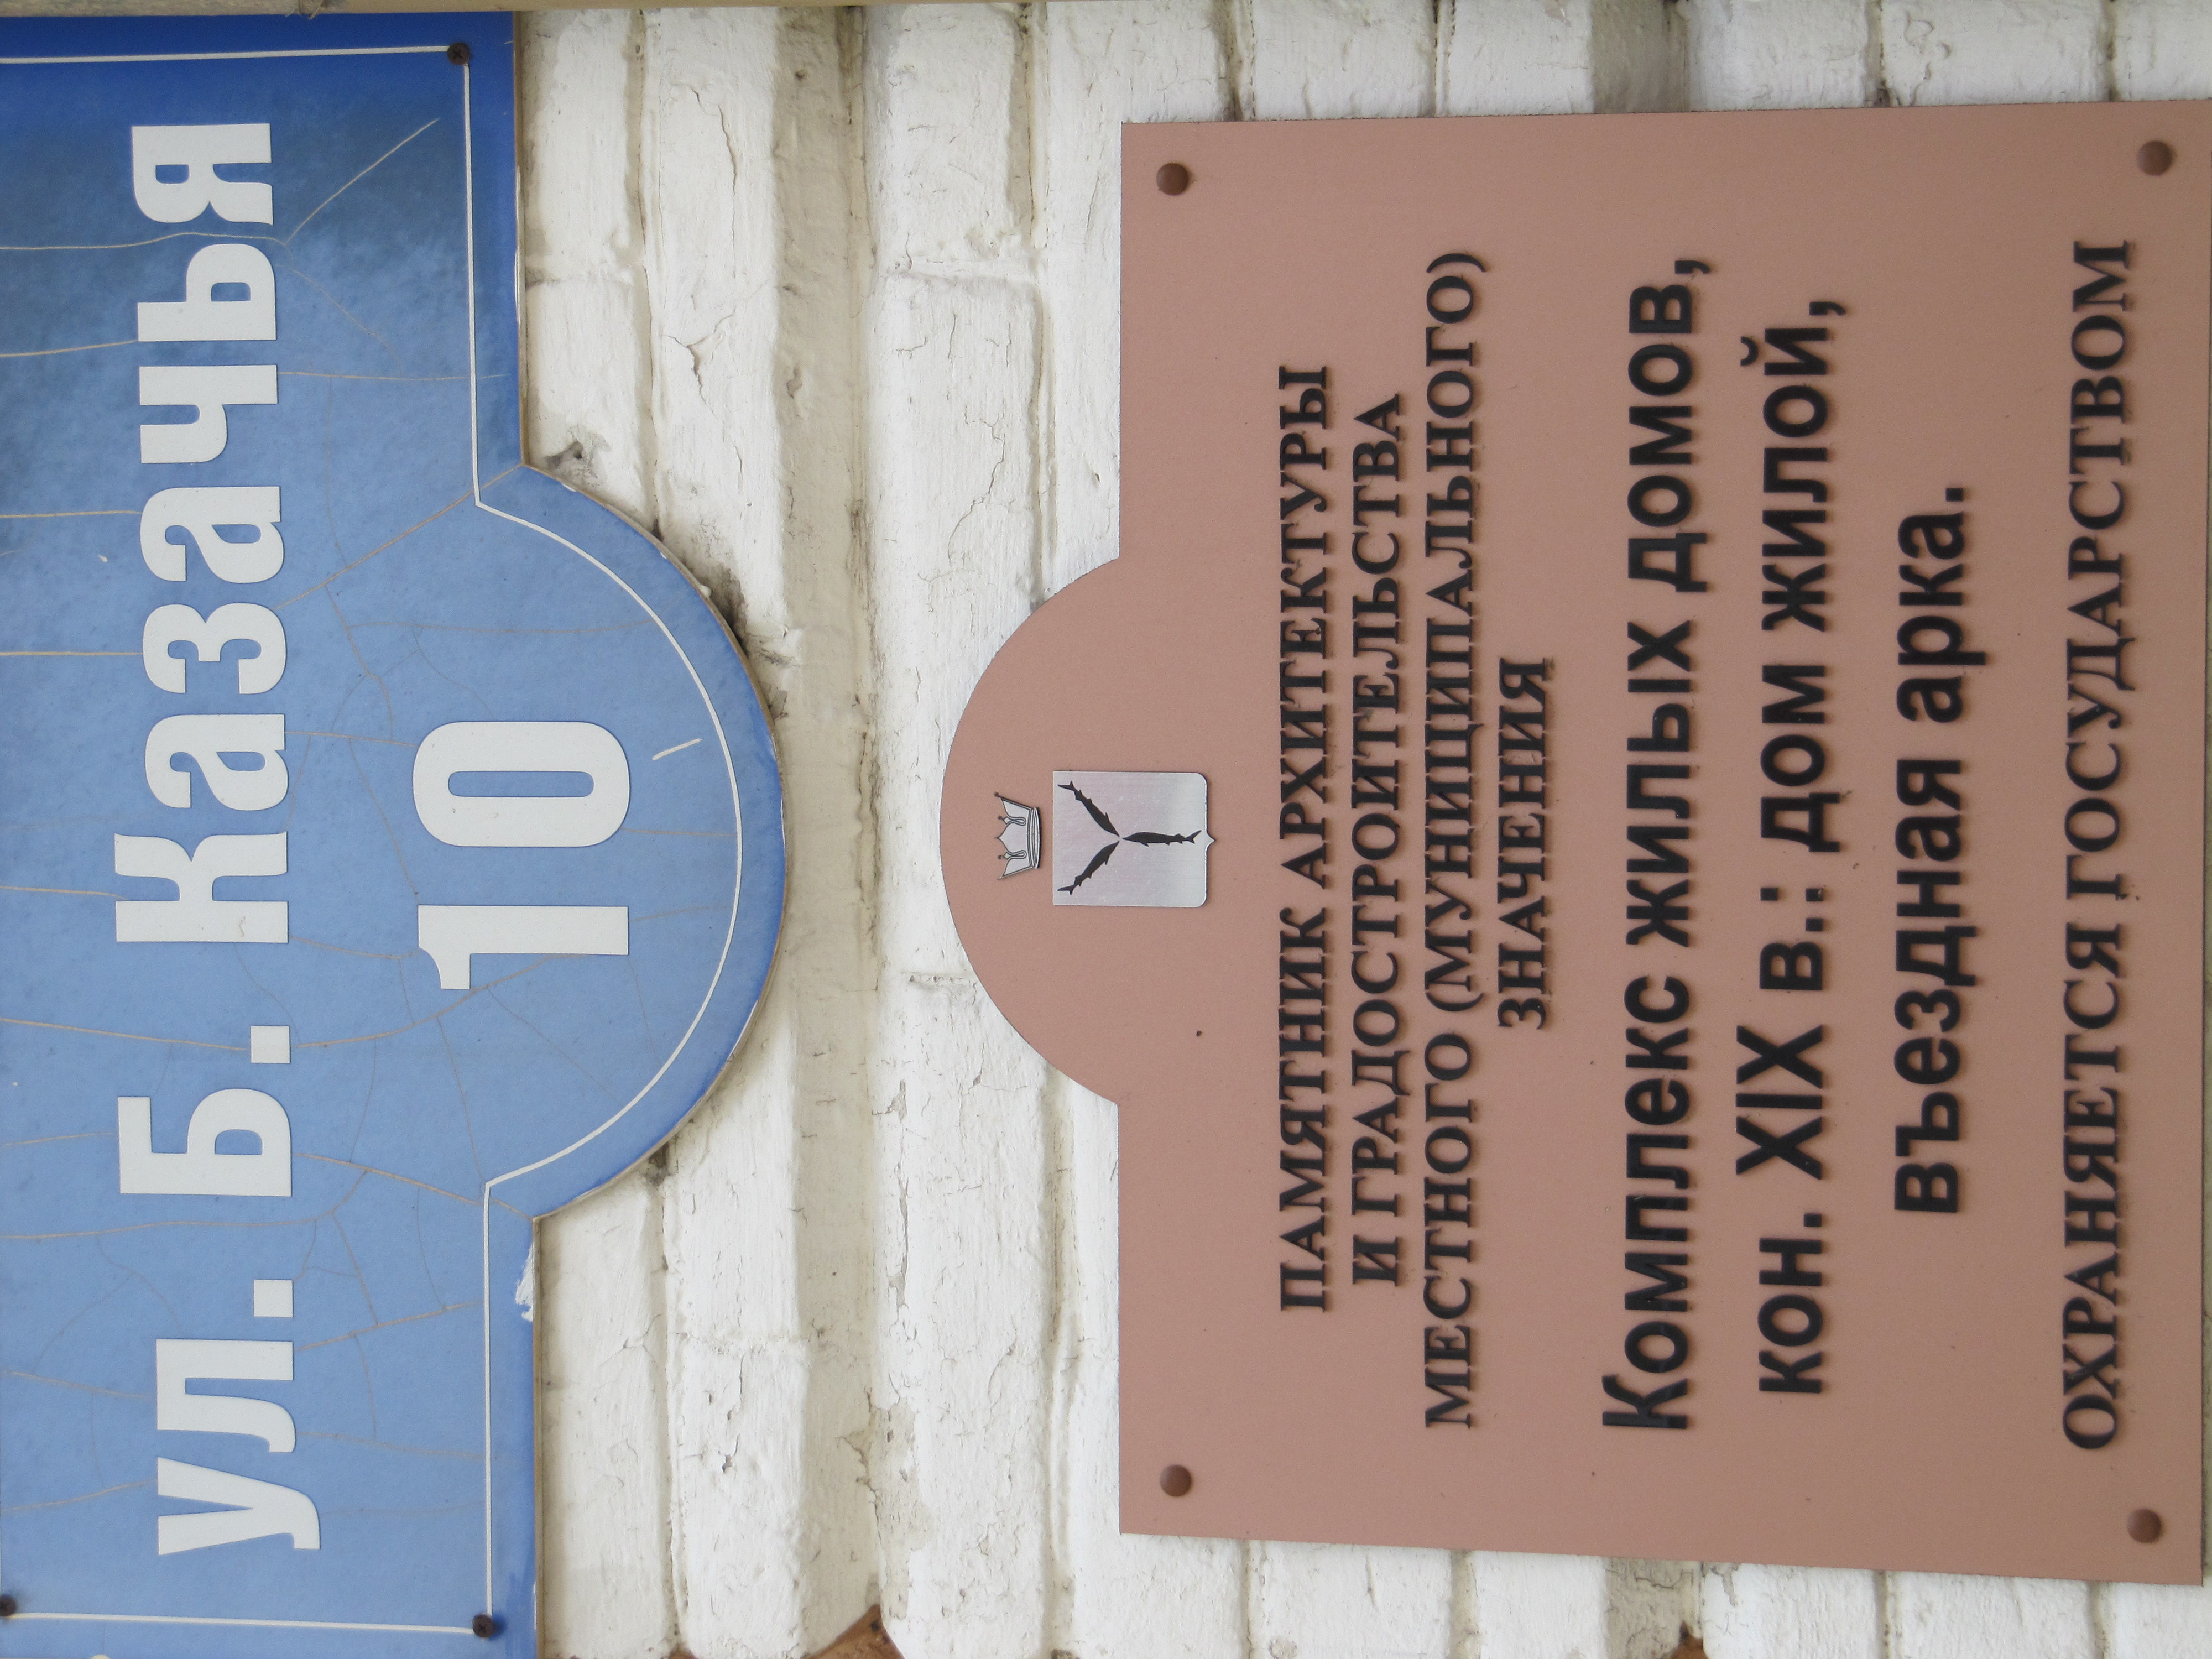 ул. Б. Казачья
10
ПАМЯТНИК АРХИТЕКТУРЫ
И ГРАДОСТРОИТЕЛЬСТВА
МЕСТНОГО (МУНИЦИПАЛЬНОГО)
ЗНАЧЕНИЯ
Комплекс жилых домов,
кон. XIX в.: дом жилой,
въездная арка.
ОХРАНЯЕТСЯ ГОСУДАРСТВОМ